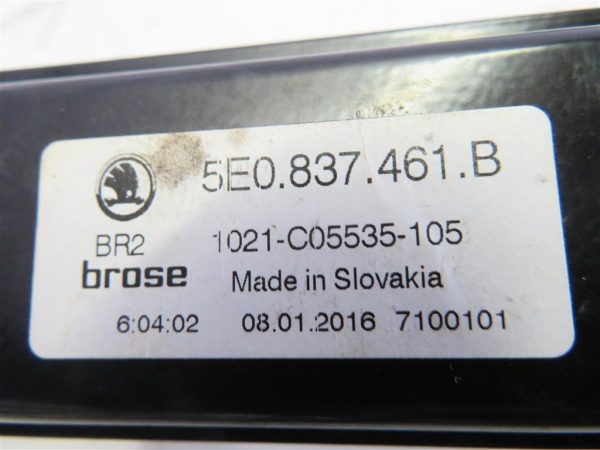 5E0.837.461.B
BR2 1021-C05535-105
brose Made in Slovakia
6:04:02 08.01.2016 7100101